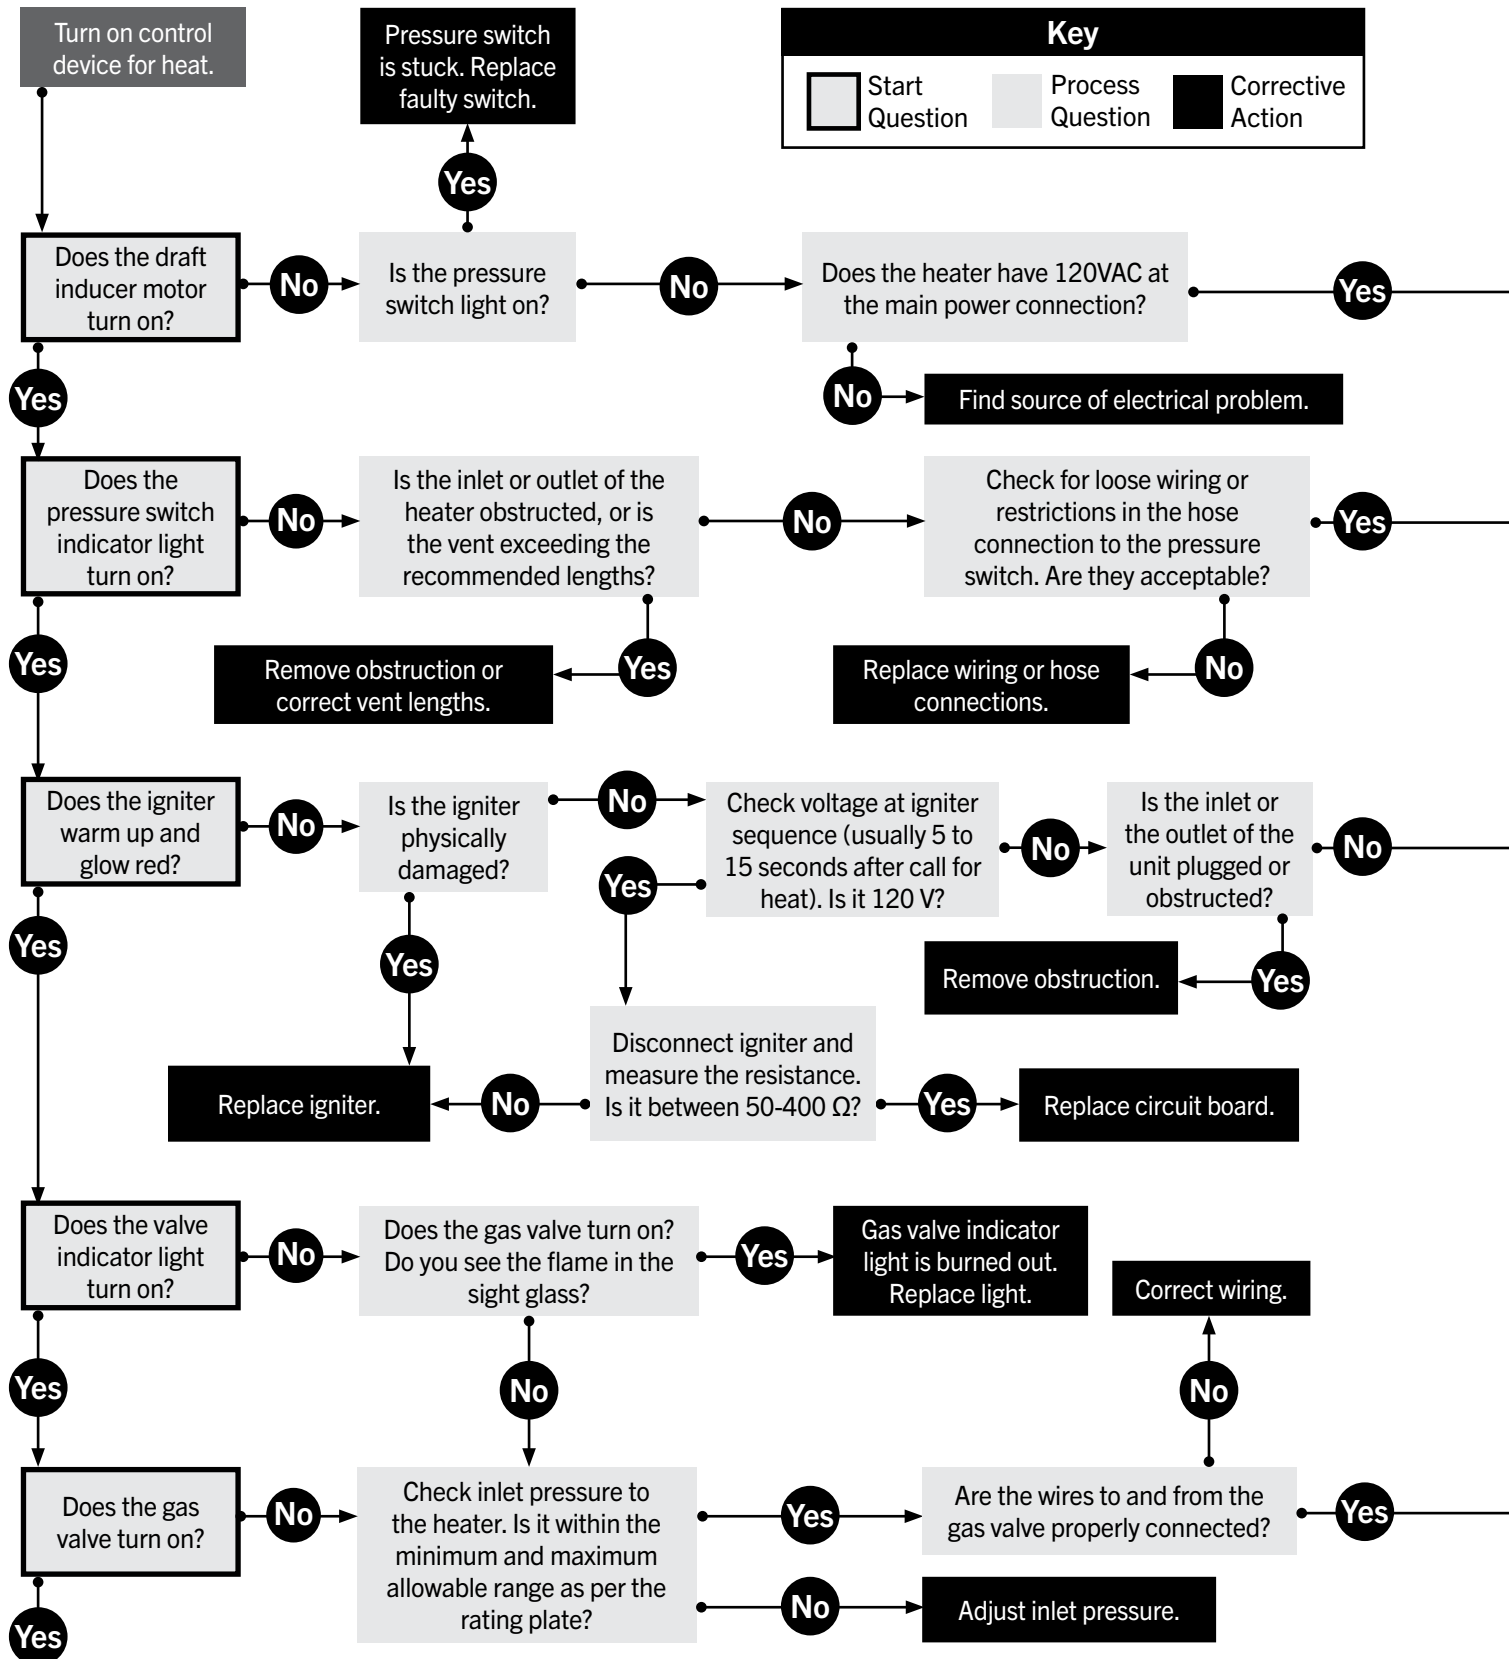 Turn on control
device for heat.
Pressure switch
is stuck. Replace
faulty switch.
Key
Start
Question
Process
Question
Corrective
Action
Yes
Does the draft
inducer motor
turn on?
No
Is the pressure
switch light on?
No
Does the heater have 120VAC at
the main power connection?
Yes
Yes
No
Find source of electrical problem.
Does the
pressure switch
indicator light
turn on?
No
Is the inlet or outlet of the
heater obstructed, or is
the vent exceeding the
recommended lengths?
No
Check for loose wiring or
restrictions in the hose
connection to the pressure
switch. Are they acceptable?
Yes
Yes
Remove obstruction or
correct vent lengths.
Yes
Replace wiring or hose
connections.
No
Does the igniter
warm up and
glow red?
No
Is the igniter
physically
damaged?
No
Check voltage at igniter
sequence (usually 5 to
15 seconds after call for
heat). Is it 120 V?
No
Is the inlet or
the outlet of the
unit plugged or
obstructed?
No
Yes
Yes
Yes
Remove obstruction.
Yes
Disconnect igniter and
measure the resistance.
Is it between 50-400 Ω?
Replace igniter.
No
Yes
Replace circuit board.
Does the valve
indicator light
turn on?
No
Does the gas valve turn on?
Do you see the flame in the
sight glass?
Yes
Gas valve indicator
light is burned out.
Replace light.
Correct wiring.
Yes
No
No
Does the gas
valve turn on?
No
Check inlet pressure to
the heater. Is it within the
minimum and maximum
allowable range as per the
rating plate?
Yes
Are the wires to and from the
gas valve properly connected?
Yes
No
Adjust inlet pressure.
Yes